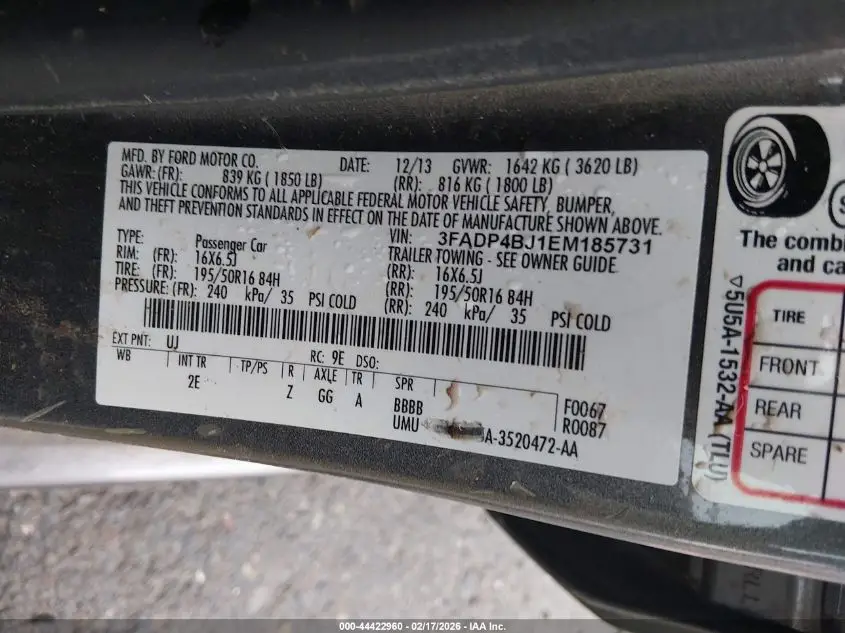 MFD. BY FORD MOTOR CO. DATE: 12/13 GVWR: 1642 KG ( 3620 LB)
GAWR: (FR): 839 KG ( 1850 LB) (RR): 816 KG ( 1800 LB)
THIS VEHICLE CONFORMS TO ALL APPLICABLE FEDERAL MOTOR VEHICLE SAFETY, BUMPER,
AND THEFT PREVENTION STANDARDS IN EFFECT ON THE DATE OF MANUFACTURE SHOWN ABOVE.
VIN: 3FADP4BJ1EM185731
TYPE: Passenger Car TRAILER TOWING - SEE OWNER GUIDE
RIM: (FR): 16X6.5J (RR): 16X6.5J
TIRE: (FR): 195/50R16 84H (RR): 195/50R16 84H
PRESSURE: (FR): 240 kPa/ 35 PSI COLD (RR): 240 kPa/ 35 PSI COLD
EXT PNT: UJ RC: 9E DSO:
WB INT TR TP/PS R AXLE TR SPR
2E Z GG A BBBB F0067
UMU A-3520472-AA R0087
The combi
and ca
TIRE
FRONT
REAR
SPARE
▽5U5A-1532-AA (TLU)
000-44422960 - 02/17/2026 - IAA Inc.